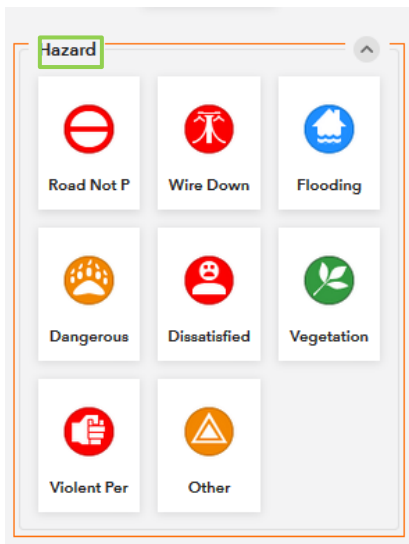 Hazard
Road Not P
Wire Down
Flooding
Dangerous
Dissatisfied
Vegetation
Violent Per
Other